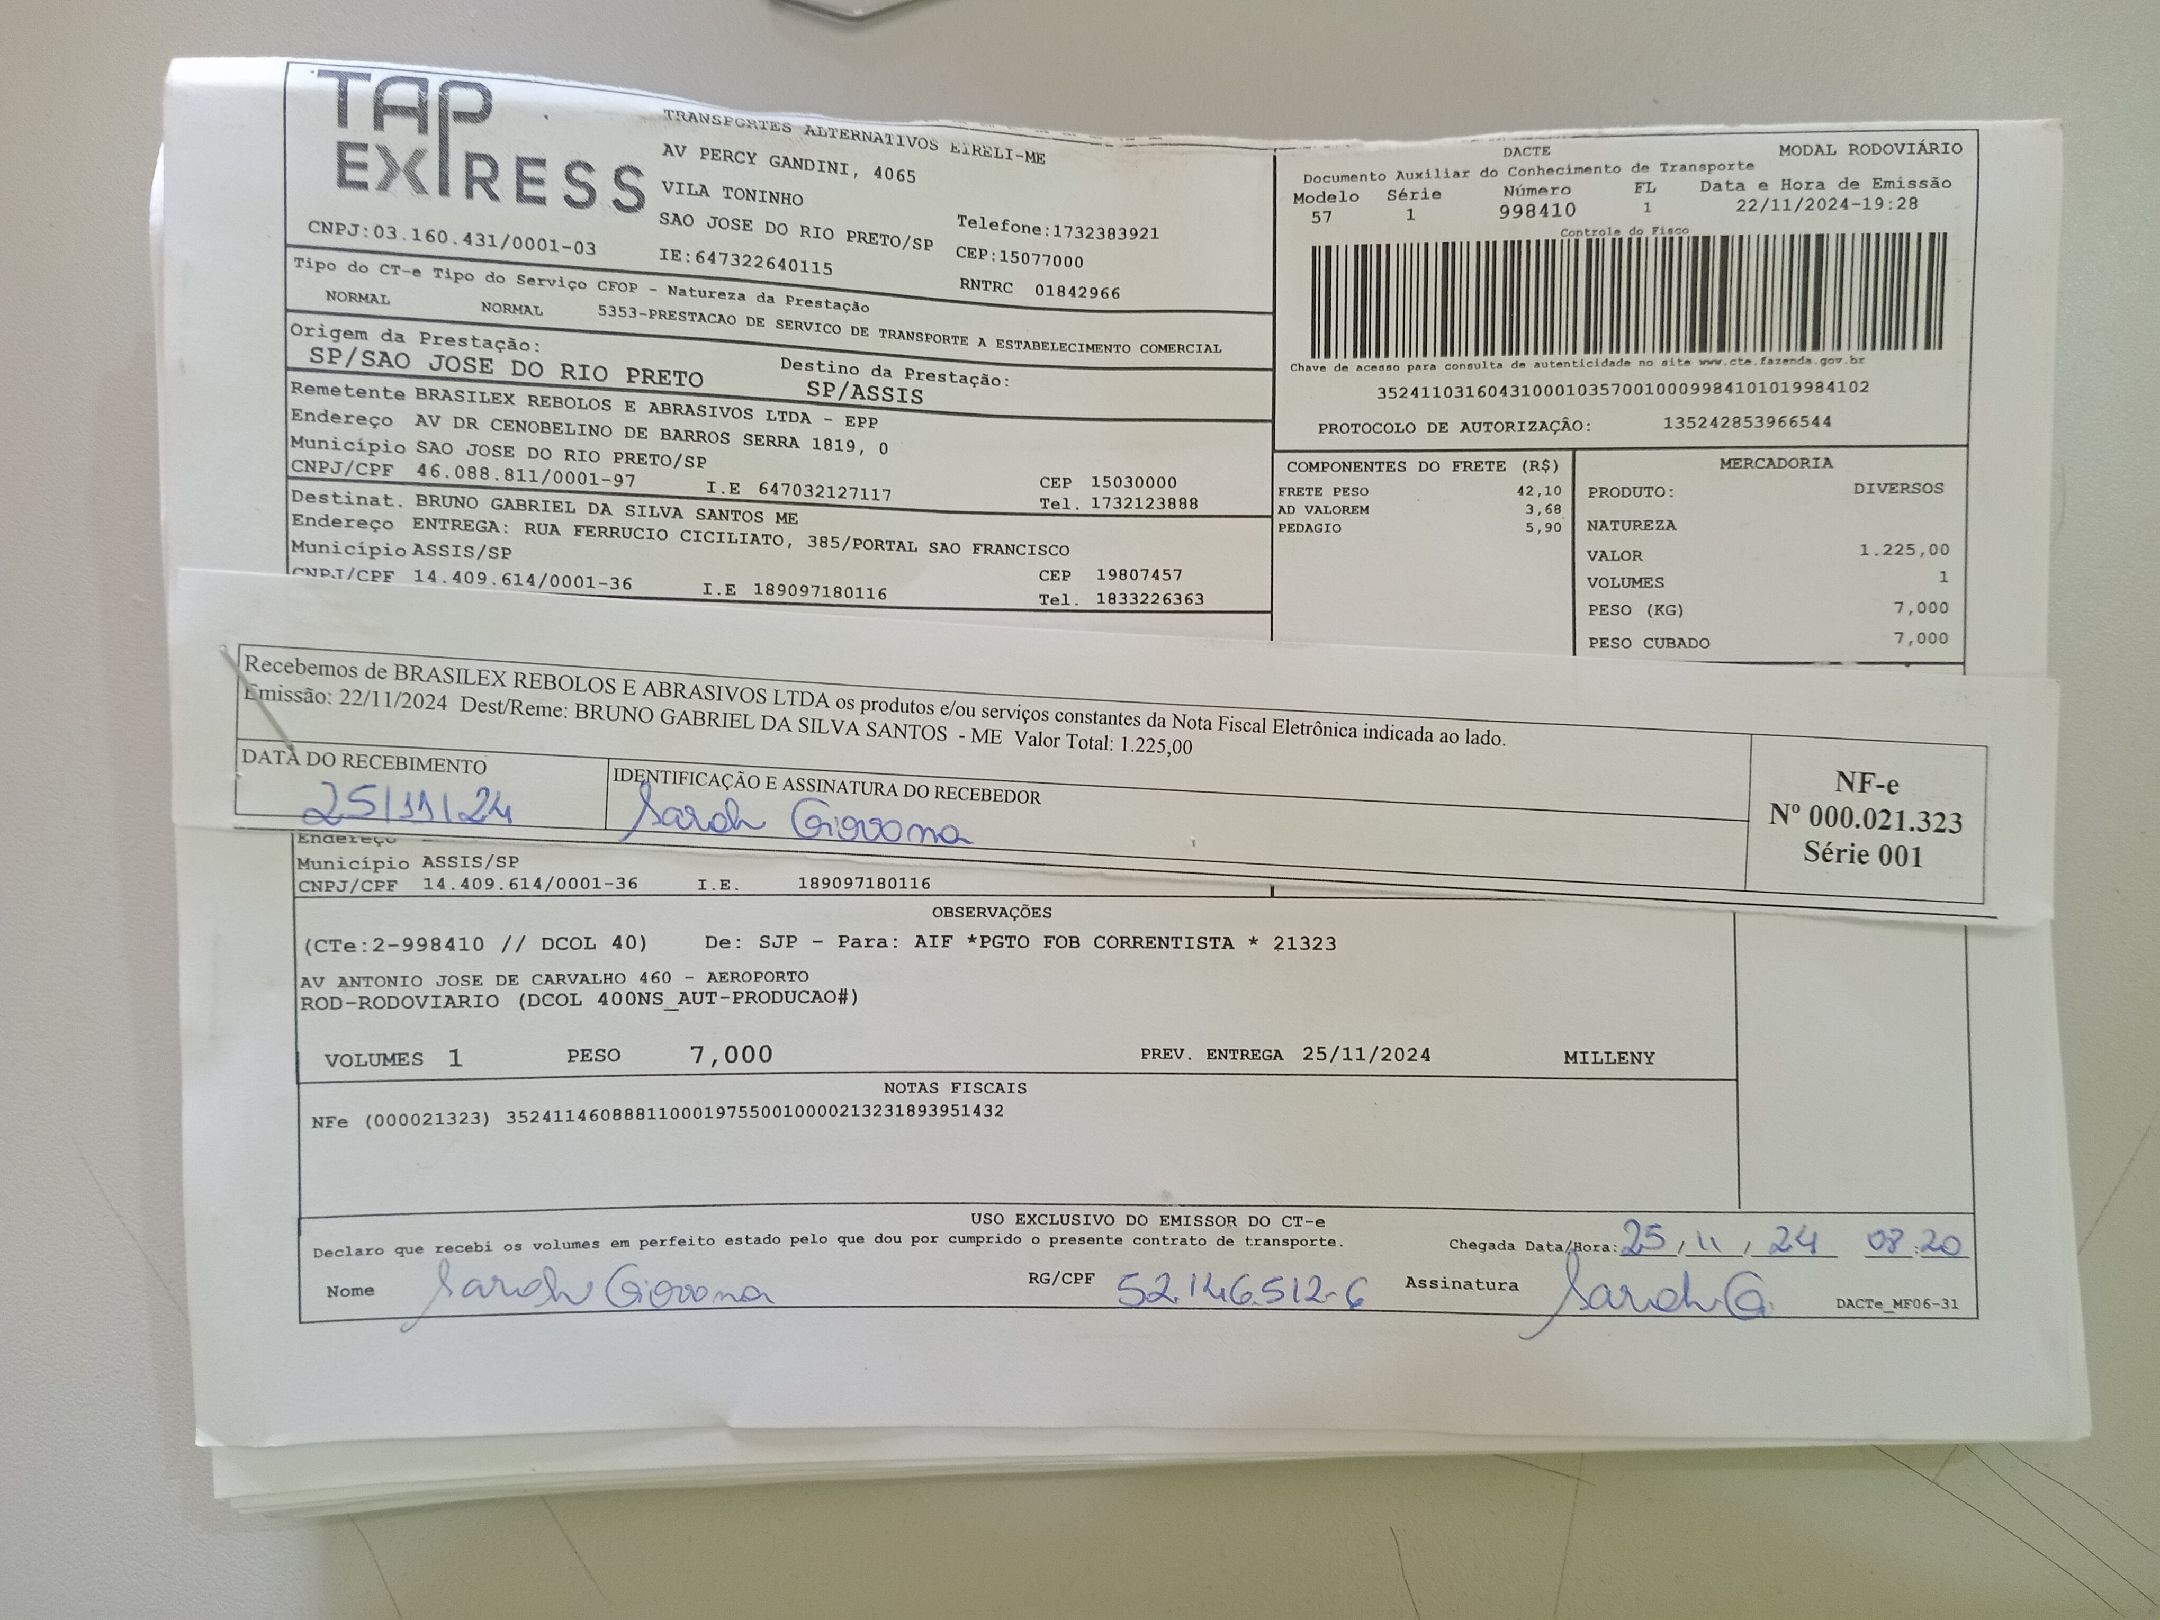 TAP EXPRESS
TRANSPORTES ALTERNATIVOS EIRELI-ME
AV PERCY GANDINI, 4065
VILA TONINHO
SAO JOSE DO RIO PRETO/SP
Telefone:1732383921
CNPJ:03.160.431/0001-03
IE:647322640115
CEP:15077000
RNTRC 01842966
DACTE
MODAL RODOVIÁRIO
Documento Auxiliar do Conhecimento de Transporte
Modelo Série Número FL Data e Hora de Emissão
57 1 998410 1 22/11/2024-19:28
Controle do Fisco
Chave de acesso para consulta de autenticidade no site www.cte.fazenda.gov.br
35241103160431000103570010009984101019984102
PROTOCOLO DE AUTORIZAÇÃO: 135242853966544
Tipo do CT-e Tipo do Serviço CFOP - Natureza da Prestação
NORMAL NORMAL 5353-PRESTACAO DE SERVICO DE TRANSPORTE A ESTABELECIMENTO COMERCIAL
Origem da Prestação: Destino da Prestação:
SP/SAO JOSE DO RIO PRETO SP/ASSIS
Remetente BRASILEX REBOLOS E ABRASIVOS LTDA - EPP
Endereço AV DR CENOBELINO DE BARROS SERRA 1819, 0
Município SAO JOSE DO RIO PRETO/SP CEP 15030000
CNPJ/CPF 46.088.811/0001-97 I.E 647032127117 Tel. 1732123888
Destinat. BRUNO GABRIEL DA SILVA SANTOS ME
Endereço ENTREGA: RUA FERRUCIO CICILIATO, 385/PORTAL SAO FRANCISCO
Município ASSIS/SP CEP 19807457
CNPJ/CPF 14.409.614/0001-36 I.E 189097180116 Tel. 1833226363
COMPONENTES DO FRETE (R$)
FRETE PESO 42,10
AD VALOREM 3,68
PEDAGIO 5,90
MERCADORIA
PRODUTO: DIVERSOS
NATUREZA
VALOR 1.225,00
VOLUMES 1
PESO (KG) 7,000
PESO CUBADO 7,000
Recebemos de BRASILEX REBOLOS E ABRASIVOS LTDA os produtos e/ou serviços constantes da Nota Fiscal Eletrônica indicada ao lado.
Emissão: 22/11/2024 Dest/Reme: BRUNO GABRIEL DA SILVA SANTOS - ME Valor Total: 1.225,00
DATA DO RECEBIMENTO
25/11/24
IDENTIFICAÇÃO E ASSINATURA DO RECEBEDOR
Sarah Giovana
NF-e
Nº 000.021.323
Série 001
Endereço
Município ASSIS/SP
CNPJ/CPF 14.409.614/0001-36 I.E. 189097180116
OBSERVAÇÕES
(CTe:2-998410 // DCOL 40) De: SJP - Para: AIF *PGTO FOB CORRENTISTA * 21323
AV ANTONIO JOSE DE CARVALHO 460 - AEROPORTO
ROD-RODOVIARIO (DCOL 400NS_AUT-PRODUCAO#)
VOLUMES 1 PESO 7,000 PREV. ENTREGA 25/11/2024 MILLENY
NOTAS FISCAIS
NFe (000021323) 35241146088811000197550010000213231893951432
USO EXCLUSIVO DO EMISSOR DO CT-e
Declaro que recebi os volumes em perfeito estado pelo que dou por cumprido o presente contrato de transporte. Chegada Data/Hora: 25/11/24 08:20
Nome Sarah Giovana RG/CPF 52.146.512-6 Assinatura Sarah G.
DACTe_MF06-31